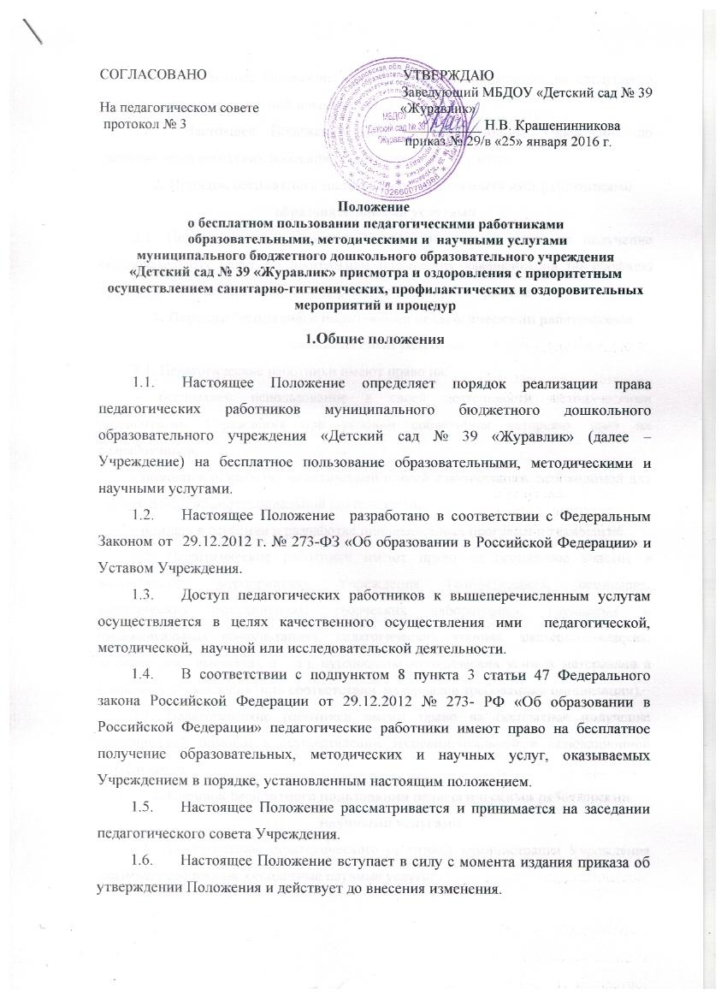 СОГЛАСОВАНО
На педагогическом совете
протокол № 3
УТВЕРЖДАЮ
Заведующий МБДОУ «Детский сад № 39
«Журавлик»
Н.В. Крашенинникова
приказ № 29/в «25» января 2016 г.
МБДОУ
"Детский сад № 39
"Журавлик"
ОГРН 1026600784968
Положение
о бесплатном пользовании педагогическими работниками
образовательными, методическими и научными услугами
муниципального бюджетного дошкольного образовательного учреждения
«Детский сад № 39 «Журавлик» присмотра и оздоровления с приоритетным
осуществлением санитарно-гигиенических, профилактических и оздоровительных
мероприятий и процедур
1.Общие положения
1.1. Настоящее Положение определяет порядок реализации права
педагогических работников муниципального бюджетного дошкольного
образовательного учреждения «Детский сад № 39 «Журавлик» (далее –
Учреждение) на бесплатное пользование образовательными, методическими и
научными услугами.
1.2. Настоящее Положение разработано в соответствии с Федеральным
Законом от 29.12.2012 г. № 273-ФЗ «Об образовании в Российской Федерации» и
Уставом Учреждения.
1.3. Доступ педагогических работников к вышеперечисленным услугам
осуществляется в целях качественного осуществления ими педагогической,
методической, научной или исследовательской деятельности.
1.4. В соответствии с подпунктом 8 пункта 3 статьи 47 Федерального
закона Российской Федерации от 29.12.2012 № 273- РФ «Об образовании в
Российской Федерации» педагогические работники имеют право на бесплатное
получение образовательных, методических и научных услуг, оказываемых
Учреждением в порядке, установленным настоящим положением.
1.5. Настоящее Положение рассматривается и принимается на заседании
педагогического совета Учреждения.
1.6. Настоящее Положение вступает в силу с момента издания приказа об
утверждении Положения и действует до внесения изменения.